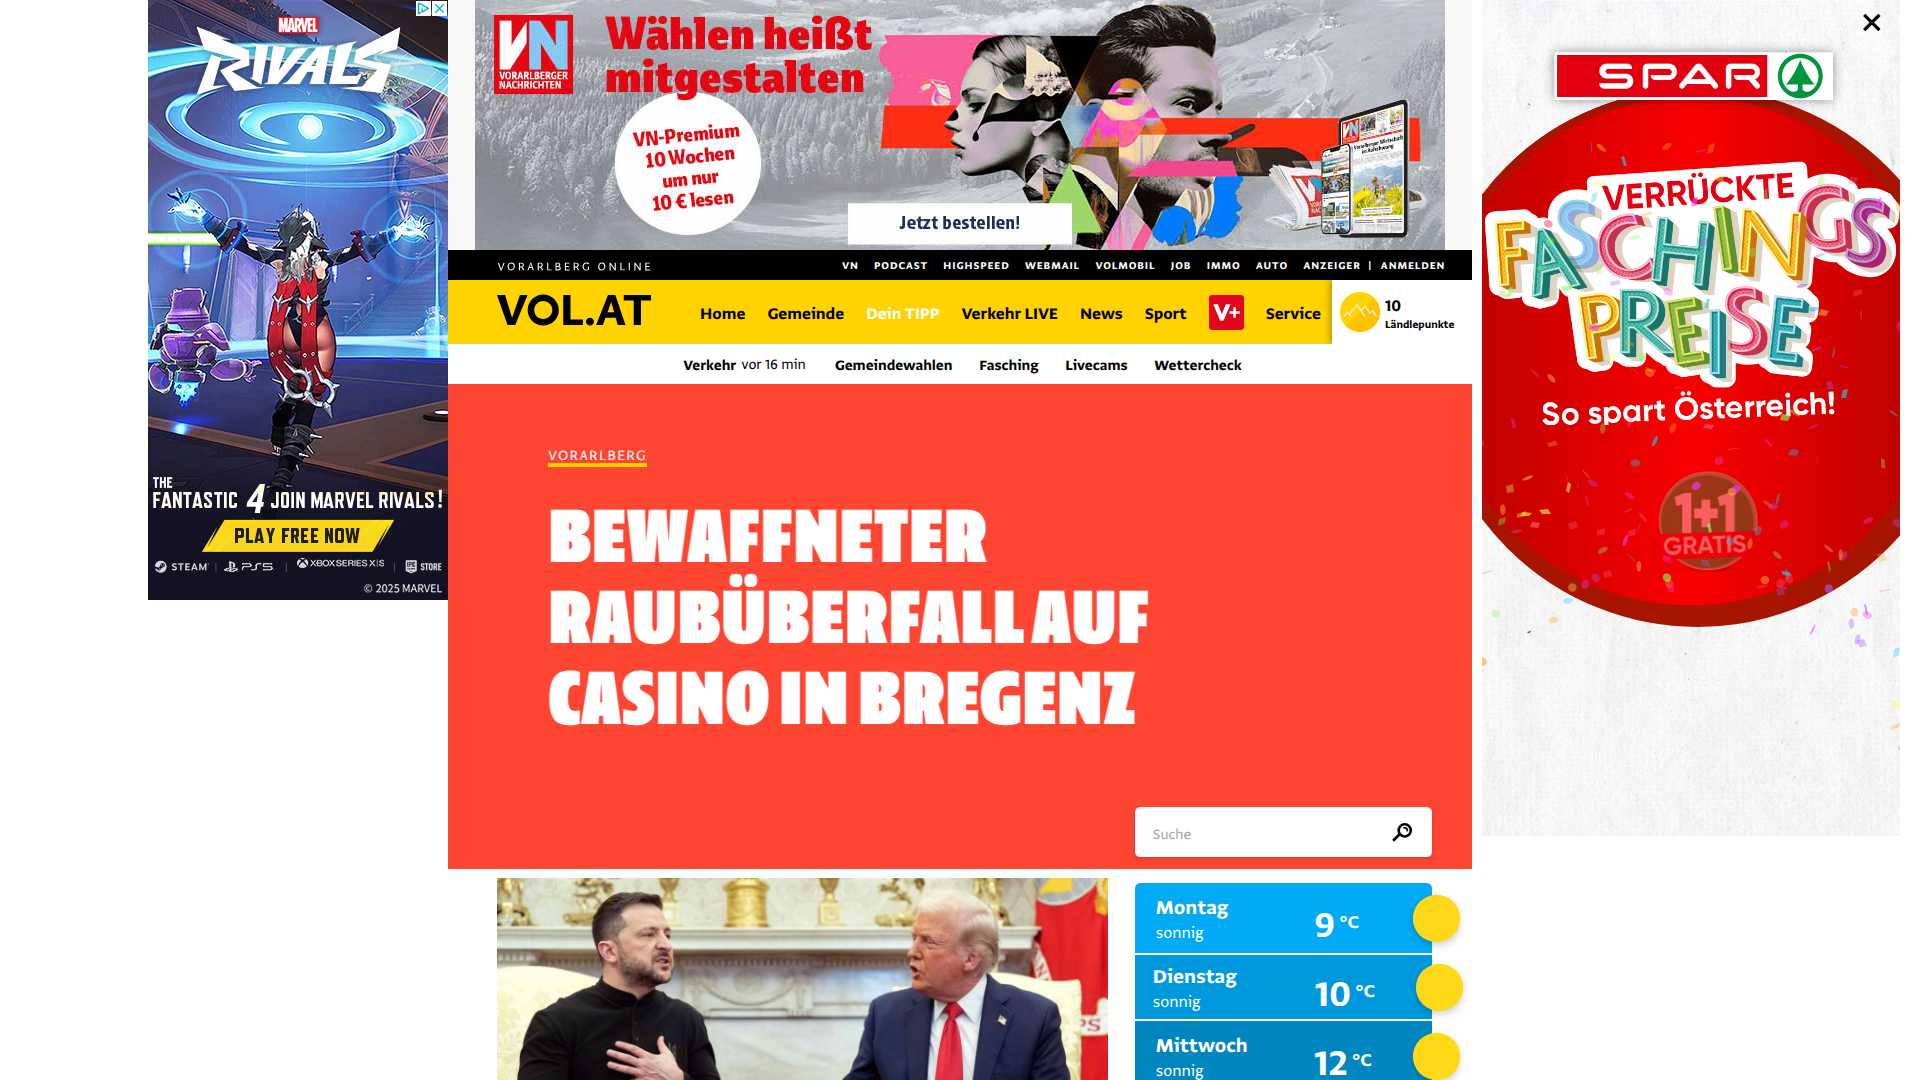 MARVEL
RIVALS
THE
FANTASTIC 4 JOIN MARVEL RIVALS!
PLAY FREE NOW
STEAM | PS5 | XBOX SERIES X|S | STORE
© 2025 MARVEL
VN
VORARLBERGER
NACHRICHTEN
Wählen heißt
mitgestalten
VN-Premium
10 Wochen
um nur
10 € lesen
Jetzt bestellen!
VORARLBERG ONLINE
VN PODCAST HIGHSPEED WEBMAIL VOLMOBIL JOB IMMO AUTO ANZEIGER | ANMELDEN
VOL.AT
Home Gemeinde Dein TIPP Verkehr LIVE News Sport V+ Service
10
Ländlepunkte
Verkehr vor 16 min Gemeindewahlen Fasching Livecams Wettercheck
VORARLBERG
BEWAFFNETER
RAUBÜBERFALL AUF
CASINO IN BREGENZ
Suche
Montag
sonnig
9 °C
Dienstag
sonnig
10 °C
Mittwoch
sonnig
12 °C
SPAR
VERRÜCKTE
FASCHINGS
PREISE
So spart Österreich!
1+1
GRATIS